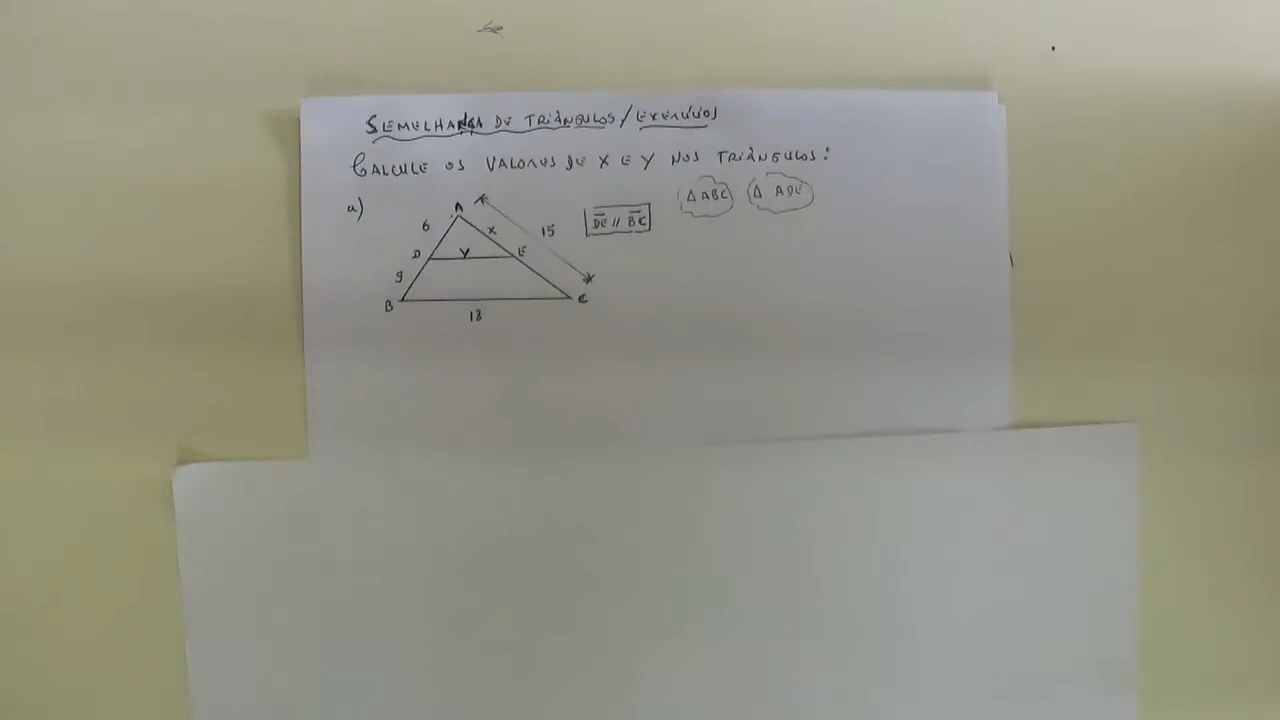 SEMELHANÇA DE TRIÂNGULOS/EXERCÍCIOS
CALCULE OS VALORES DE X E Y NOS TRIÂNGULOS:
a)
A
6
x
15
DE // BC
Δ ABC
Δ ADE
D
y
E
9
B
C
18